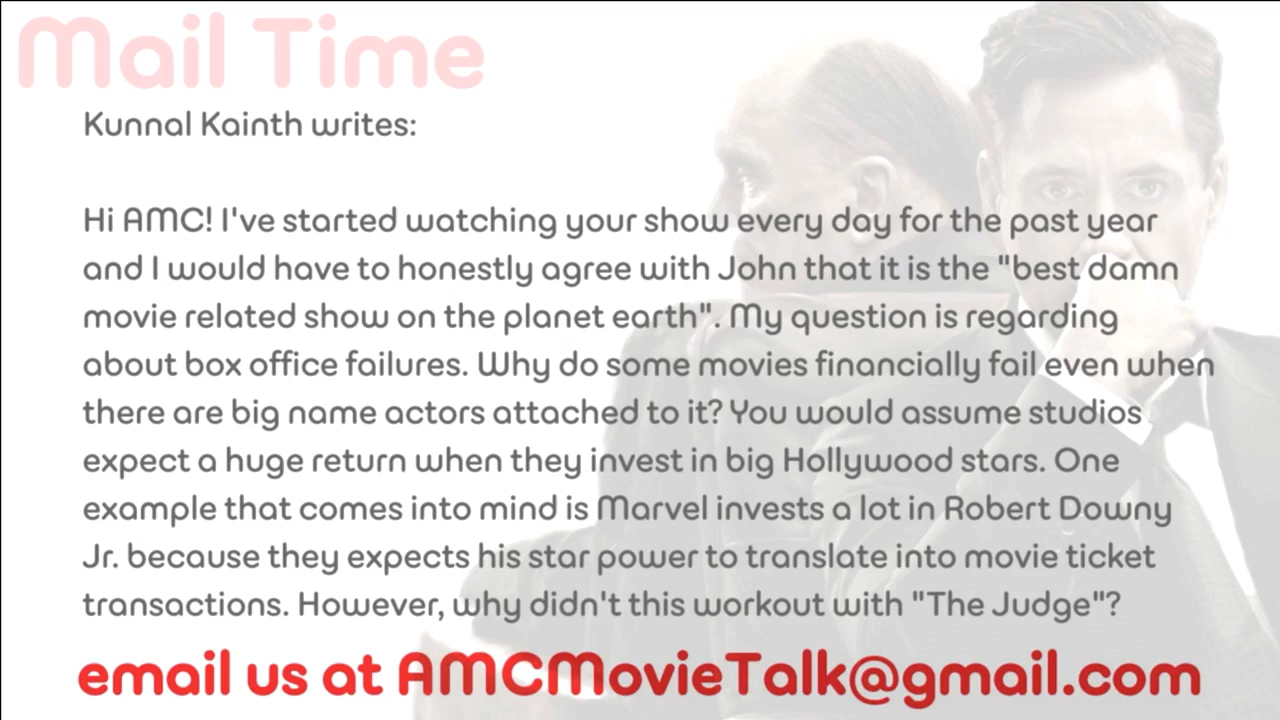 Mail Time
Kunnal Kainth writes:
Hi AMC! I've started watching your show every day for the past year
and I would have to honestly agree with John that it is the "best damn
movie related show on the planet earth". My question is regarding
about box office failures. Why do some movies financially fail even when
there are big name actors attached to it? You would assume studios
expect a huge return when they invest in big Hollywood stars. One
example that comes into mind is Marvel invests a lot in Robert Downy
Jr. because they expects his star power to translate into movie ticket
transactions. However, why didn't this workout with "The Judge"?
email us at AMCMovieTalk@gmail.com